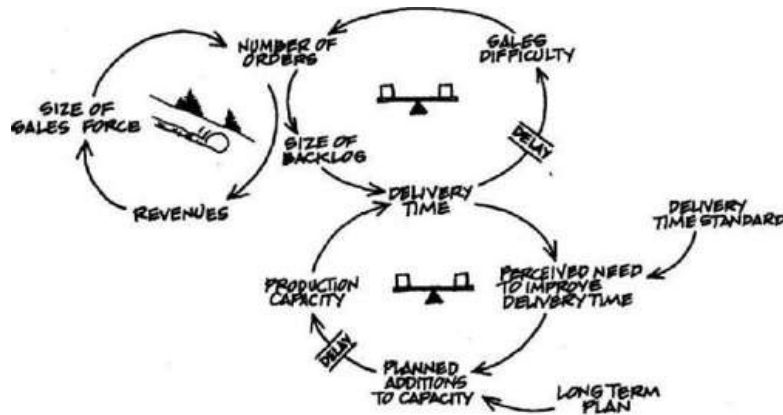 NUMBER OF
ORDERS
SALES
DIFFICULTY
SIZE OF
SALES FORCE
SIZE OF
BACKLOG
DELAY
REVENUES
DELIVERY
TIME
DELIVERY
TIME STANDARD
PRODUCTION
CAPACITY
PERCEIVED NEED
TO IMPROVE
DELIVERY TIME
DELAY
PLANNED
ADDITIONS
TO CAPACITY
LONG TERM
PLAN